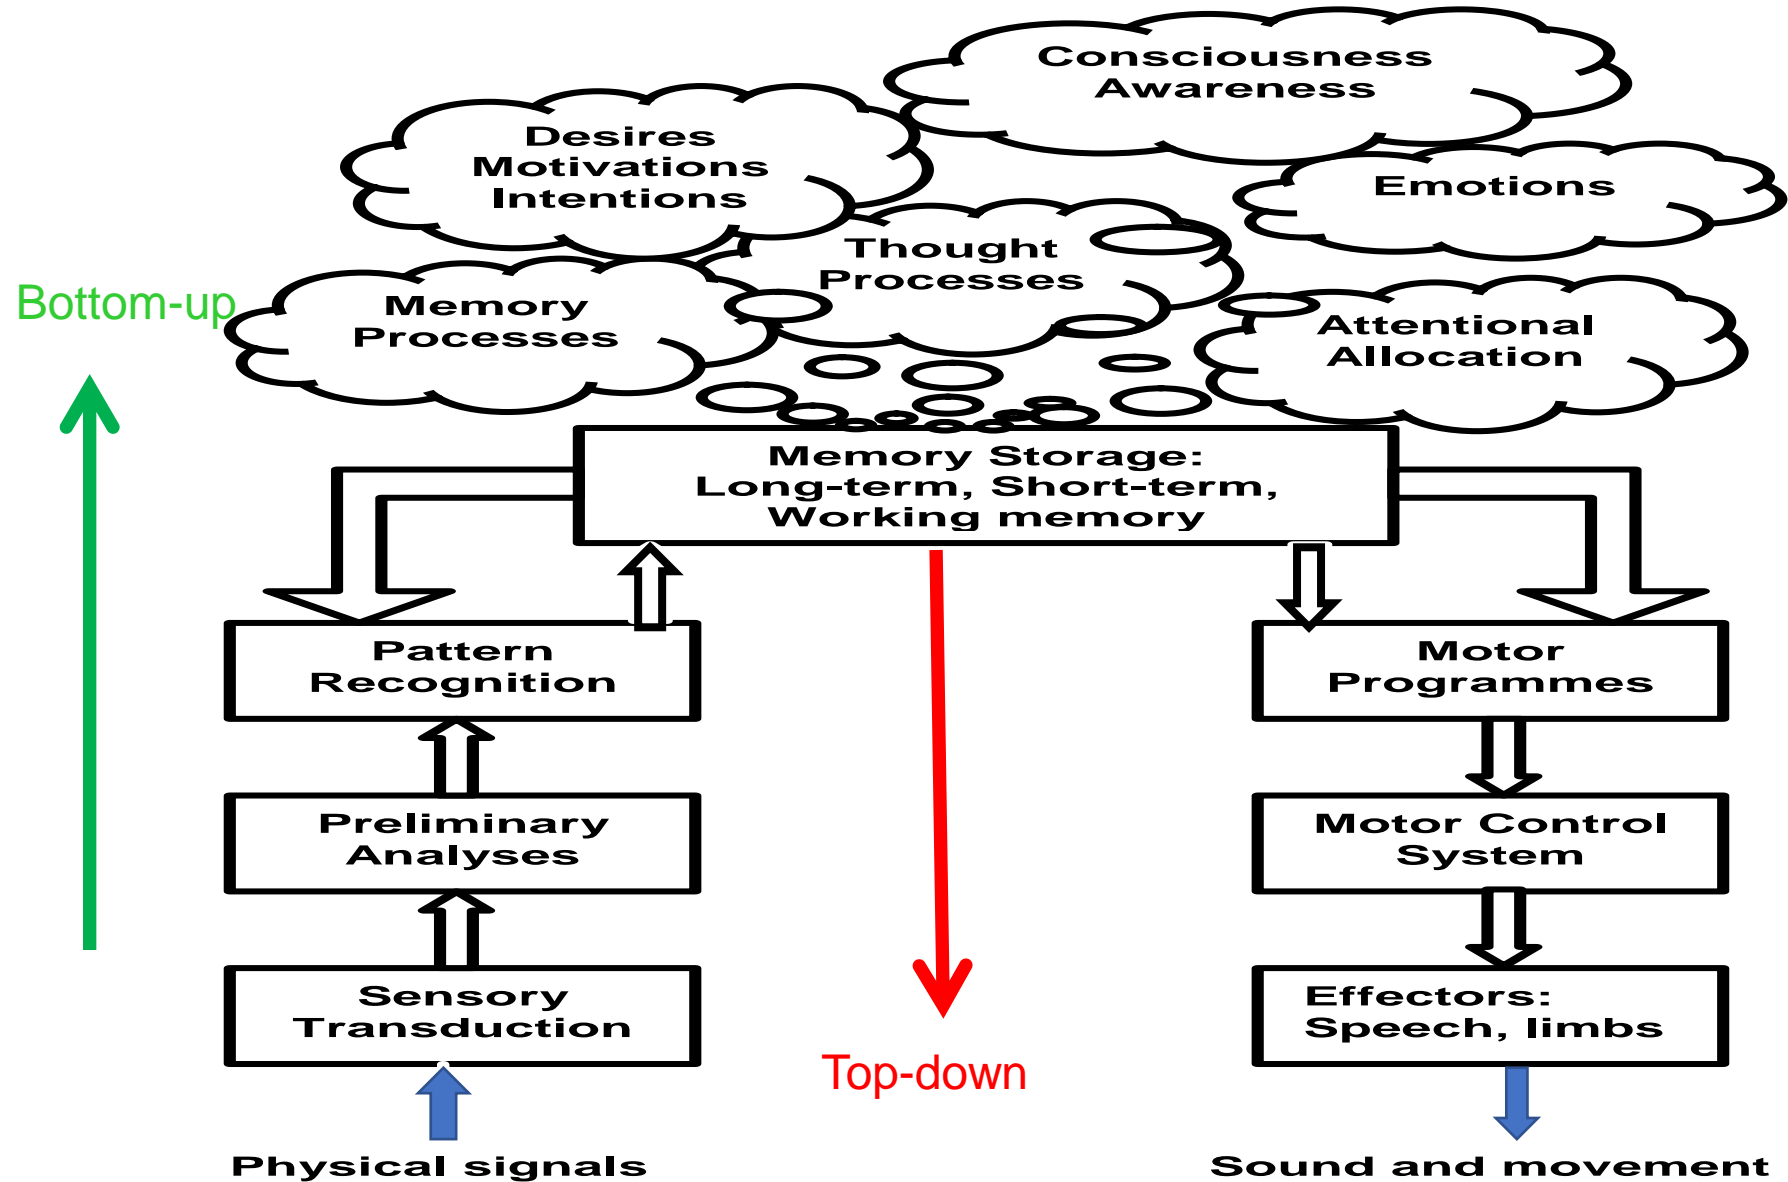 Consciousness
Awareness
Desires
Motivations
Intentions
Emotions
Thought
Processes
Bottom-up
Memory
Processes
Attentional
Allocation
Memory Storage:
Long-term, Short-term,
Working memory
Pattern
Recognition
Motor
Programmes
Preliminary
Analyses
Motor Control
System
Sensory
Transduction
Effectors:
Speech, limbs
Top-down
Physical signals
Sound and movement